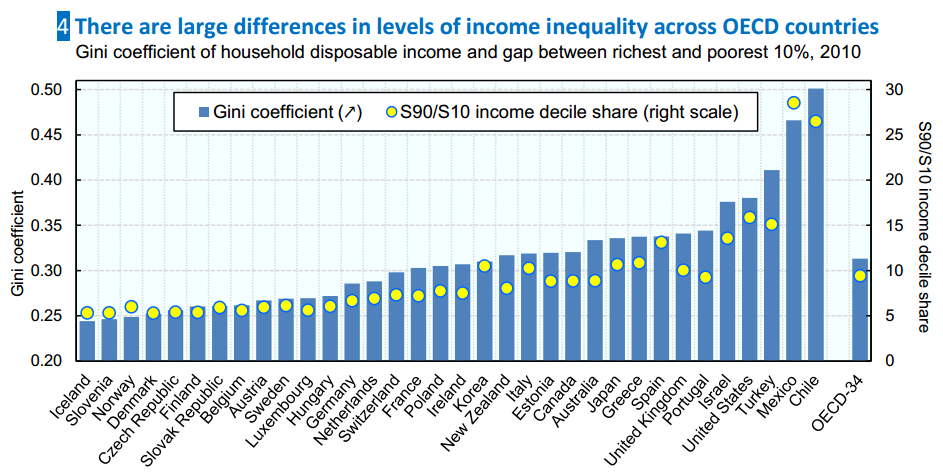 4 There are large differences in levels of income inequality across OECD countries
Gini coefficient of household disposable income and gap between richest and poorest 10%, 2010
Gini coefficient (↗)
S90/S10 income decile share (right scale)
Gini coefficient
0.50
0.45
0.40
0.35
0.30
0.25
0.20
30
25
20
15
10
5
0
S90/S10 income decile share
Iceland
Slovenia
Norway
Denmark
Czech Republic
Finland
Slovak Republic
Belgium
Austria
Sweden
Luxembourg
Hungary
Germany
Netherlands
Switzerland
France
Poland
Ireland
Korea
New Zealand
Italy
Estonia
Canada
Australia
Japan
Greece
Spain
United Kingdom
Portugal
Israel
United States
Turkey
Mexico
Chile
OECD-34